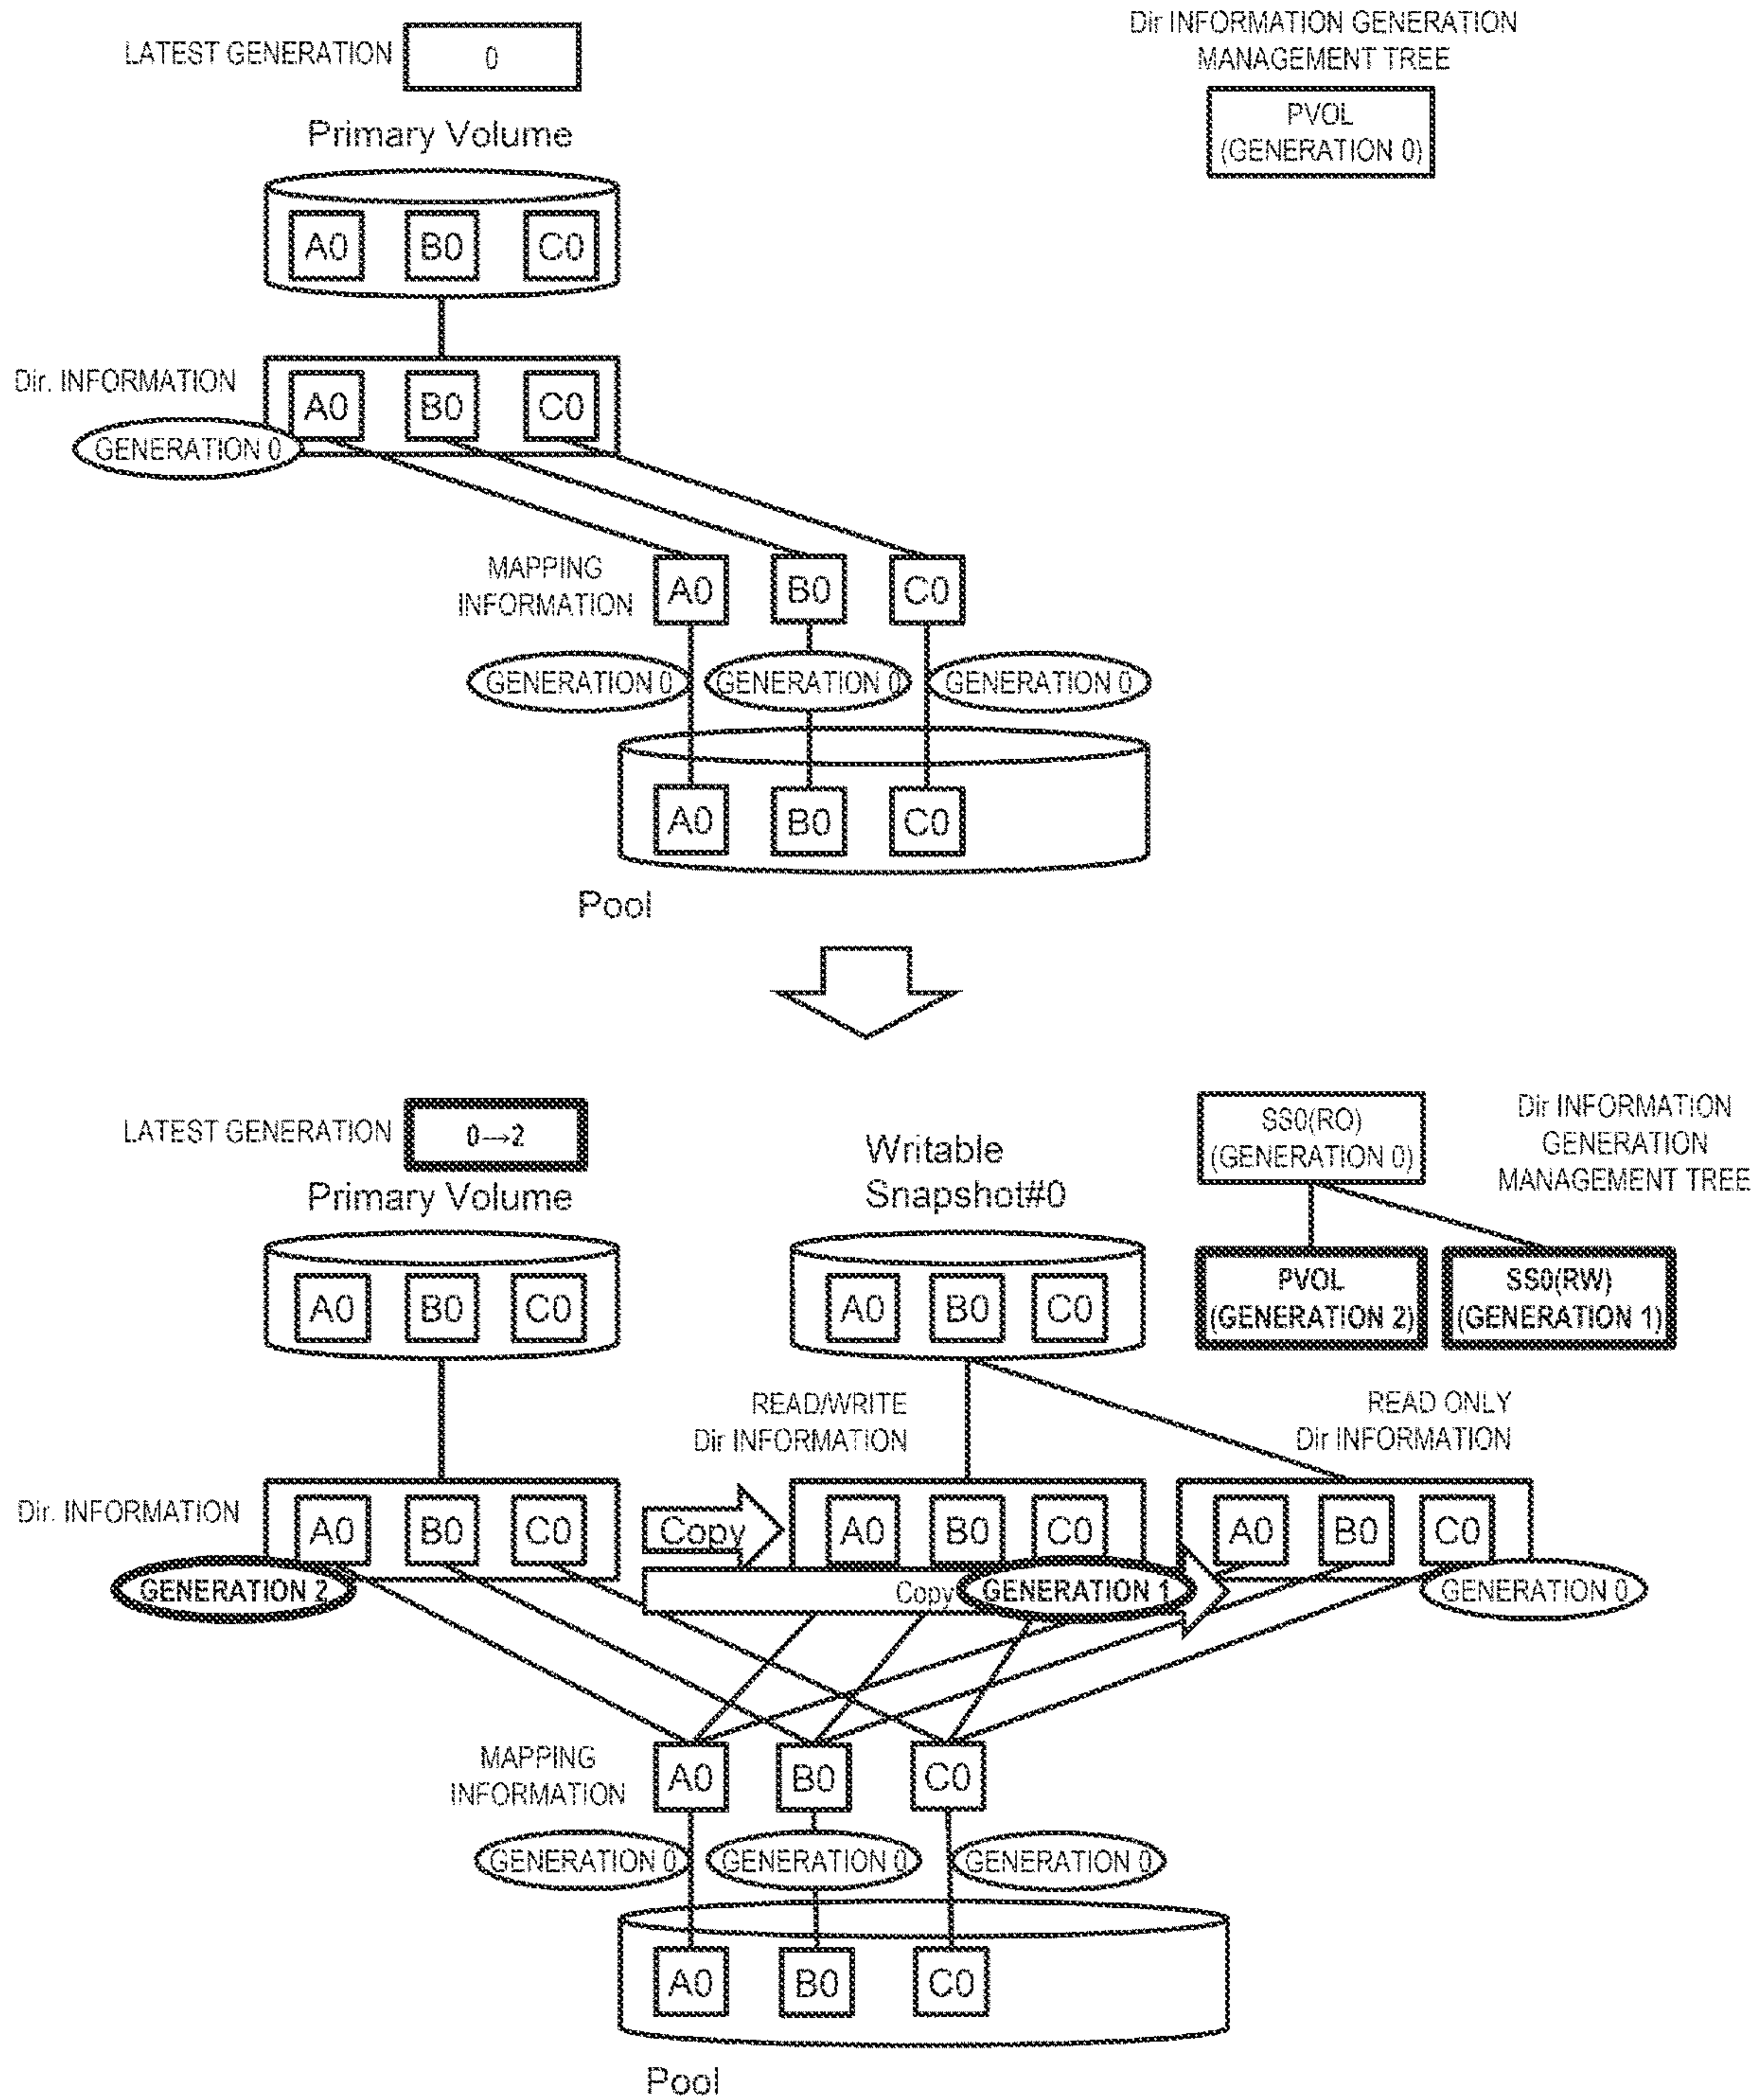 LATEST GENERATION 0
Dir INFORMATION GENERATION
MANAGEMENT TREE
PVOL
(GENERATION 0)
Primary Volume
A0 B0 C0
Dir. INFORMATION
A0 B0 C0
GENERATION 0
MAPPING
INFORMATION
A0 B0 C0
GENERATION 0 GENERATION 0 GENERATION 0
A0 B0 C0
Pool
LATEST GENERATION 0→2
Primary Volume
Writable
Snapshot#0
SS0(RO)
(GENERATION 0)
Dir INFORMATION
GENERATION
MANAGEMENT TREE
PVOL
(GENERATION 2)
SS0(RW)
(GENERATION 1)
A0 B0 C0
A0 B0 C0
READ/WRITE
Dir INFORMATION
READ ONLY
Dir INFORMATION
Dir. INFORMATION
A0 B0 C0
Copy
A0 B0 C0
A0 B0 C0
GENERATION 2
Copy
GENERATION 1
GENERATION 0
MAPPING
INFORMATION
A0 B0 C0
GENERATION 0 GENERATION 0 GENERATION 0
A0 B0 C0
Pool